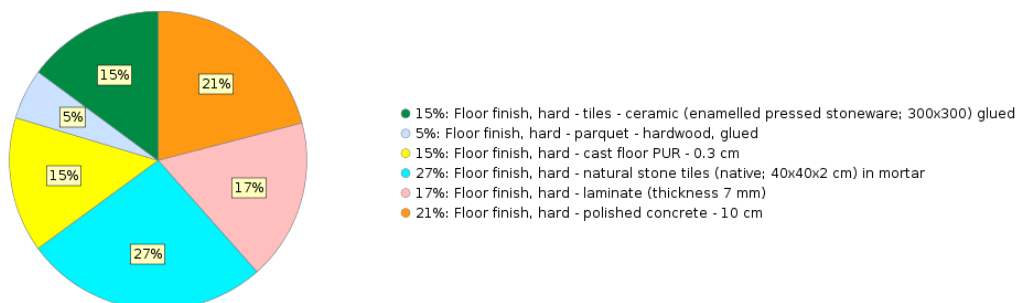 15%
21%
5%
15%
17%
27%
15%: Floor finish, hard - tiles - ceramic (enamelled pressed stoneware; 300x300) glued
5%: Floor finish, hard - parquet - hardwood, glued
15%: Floor finish, hard - cast floor PUR - 0.3 cm
27%: Floor finish, hard - natural stone tiles (native; 40x40x2 cm) in mortar
17%: Floor finish, hard - laminate (thickness 7 mm)
21%: Floor finish, hard - polished concrete - 10 cm